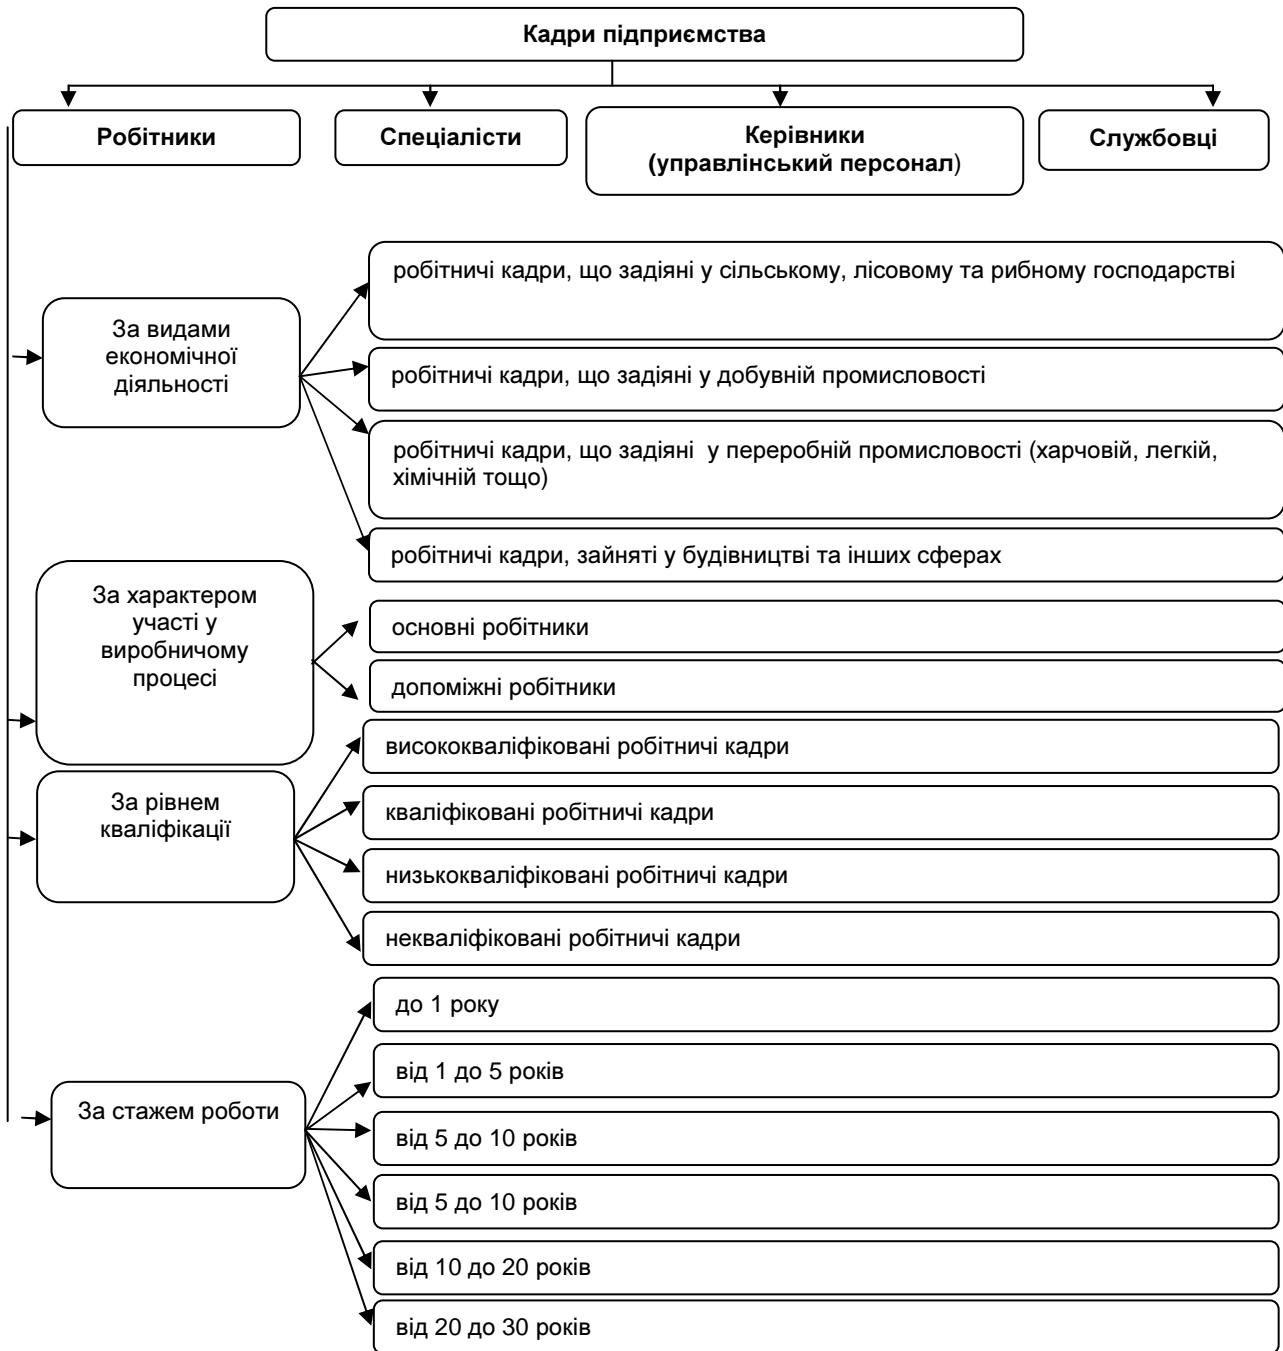 Кадри підприємства
Робітники
Спеціалісти
Керівники
(управлінський персонал)
Службовці
За видами
економічної
діяльності
робітничі кадри, що задіяні у сільському, лісовому та рибному господарстві
робітничі кадри, що задіяні у добувній промисловості
робітничі кадри, що задіяні у переробній промисловості (харчовій, легкій,
хімічній тощо)
робітничі кадри, зайняті у будівництві та інших сферах
За характером
участі у
виробничому
процесі
основні робітники
допоміжні робітники
За рівнем
кваліфікації
висококваліфіковані робітничі кадри
кваліфіковані робітничі кадри
низькокваліфіковані робітничі кадри
некваліфіковані робітничі кадри
За стажем роботи
до 1 року
від 1 до 5 років
від 5 до 10 років
від 5 до 10 років
від 10 до 20 років
від 20 до 30 років